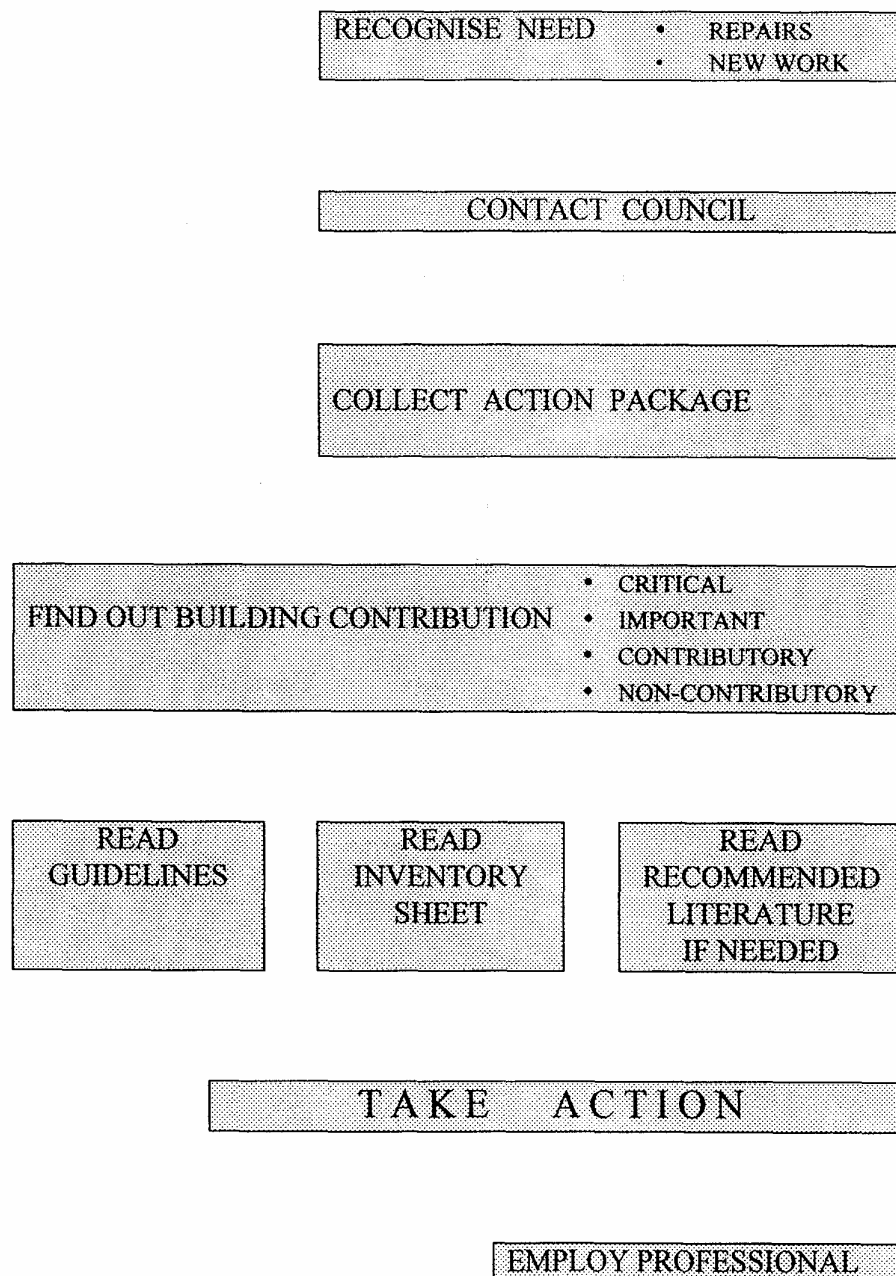 RECOGNISE NEED • REPAIRS
• NEW WORK
CONTACT COUNCIL
COLLECT ACTION PACKAGE
FIND OUT BUILDING CONTRIBUTION
• CRITICAL
• IMPORTANT
• CONTRIBUTORY
• NON-CONTRIBUTORY
READ
GUIDELINES
READ
INVENTORY
SHEET
READ
RECOMMENDED
LITERATURE
IF NEEDED
TAKE ACTION
EMPLOY PROFESSIONAL